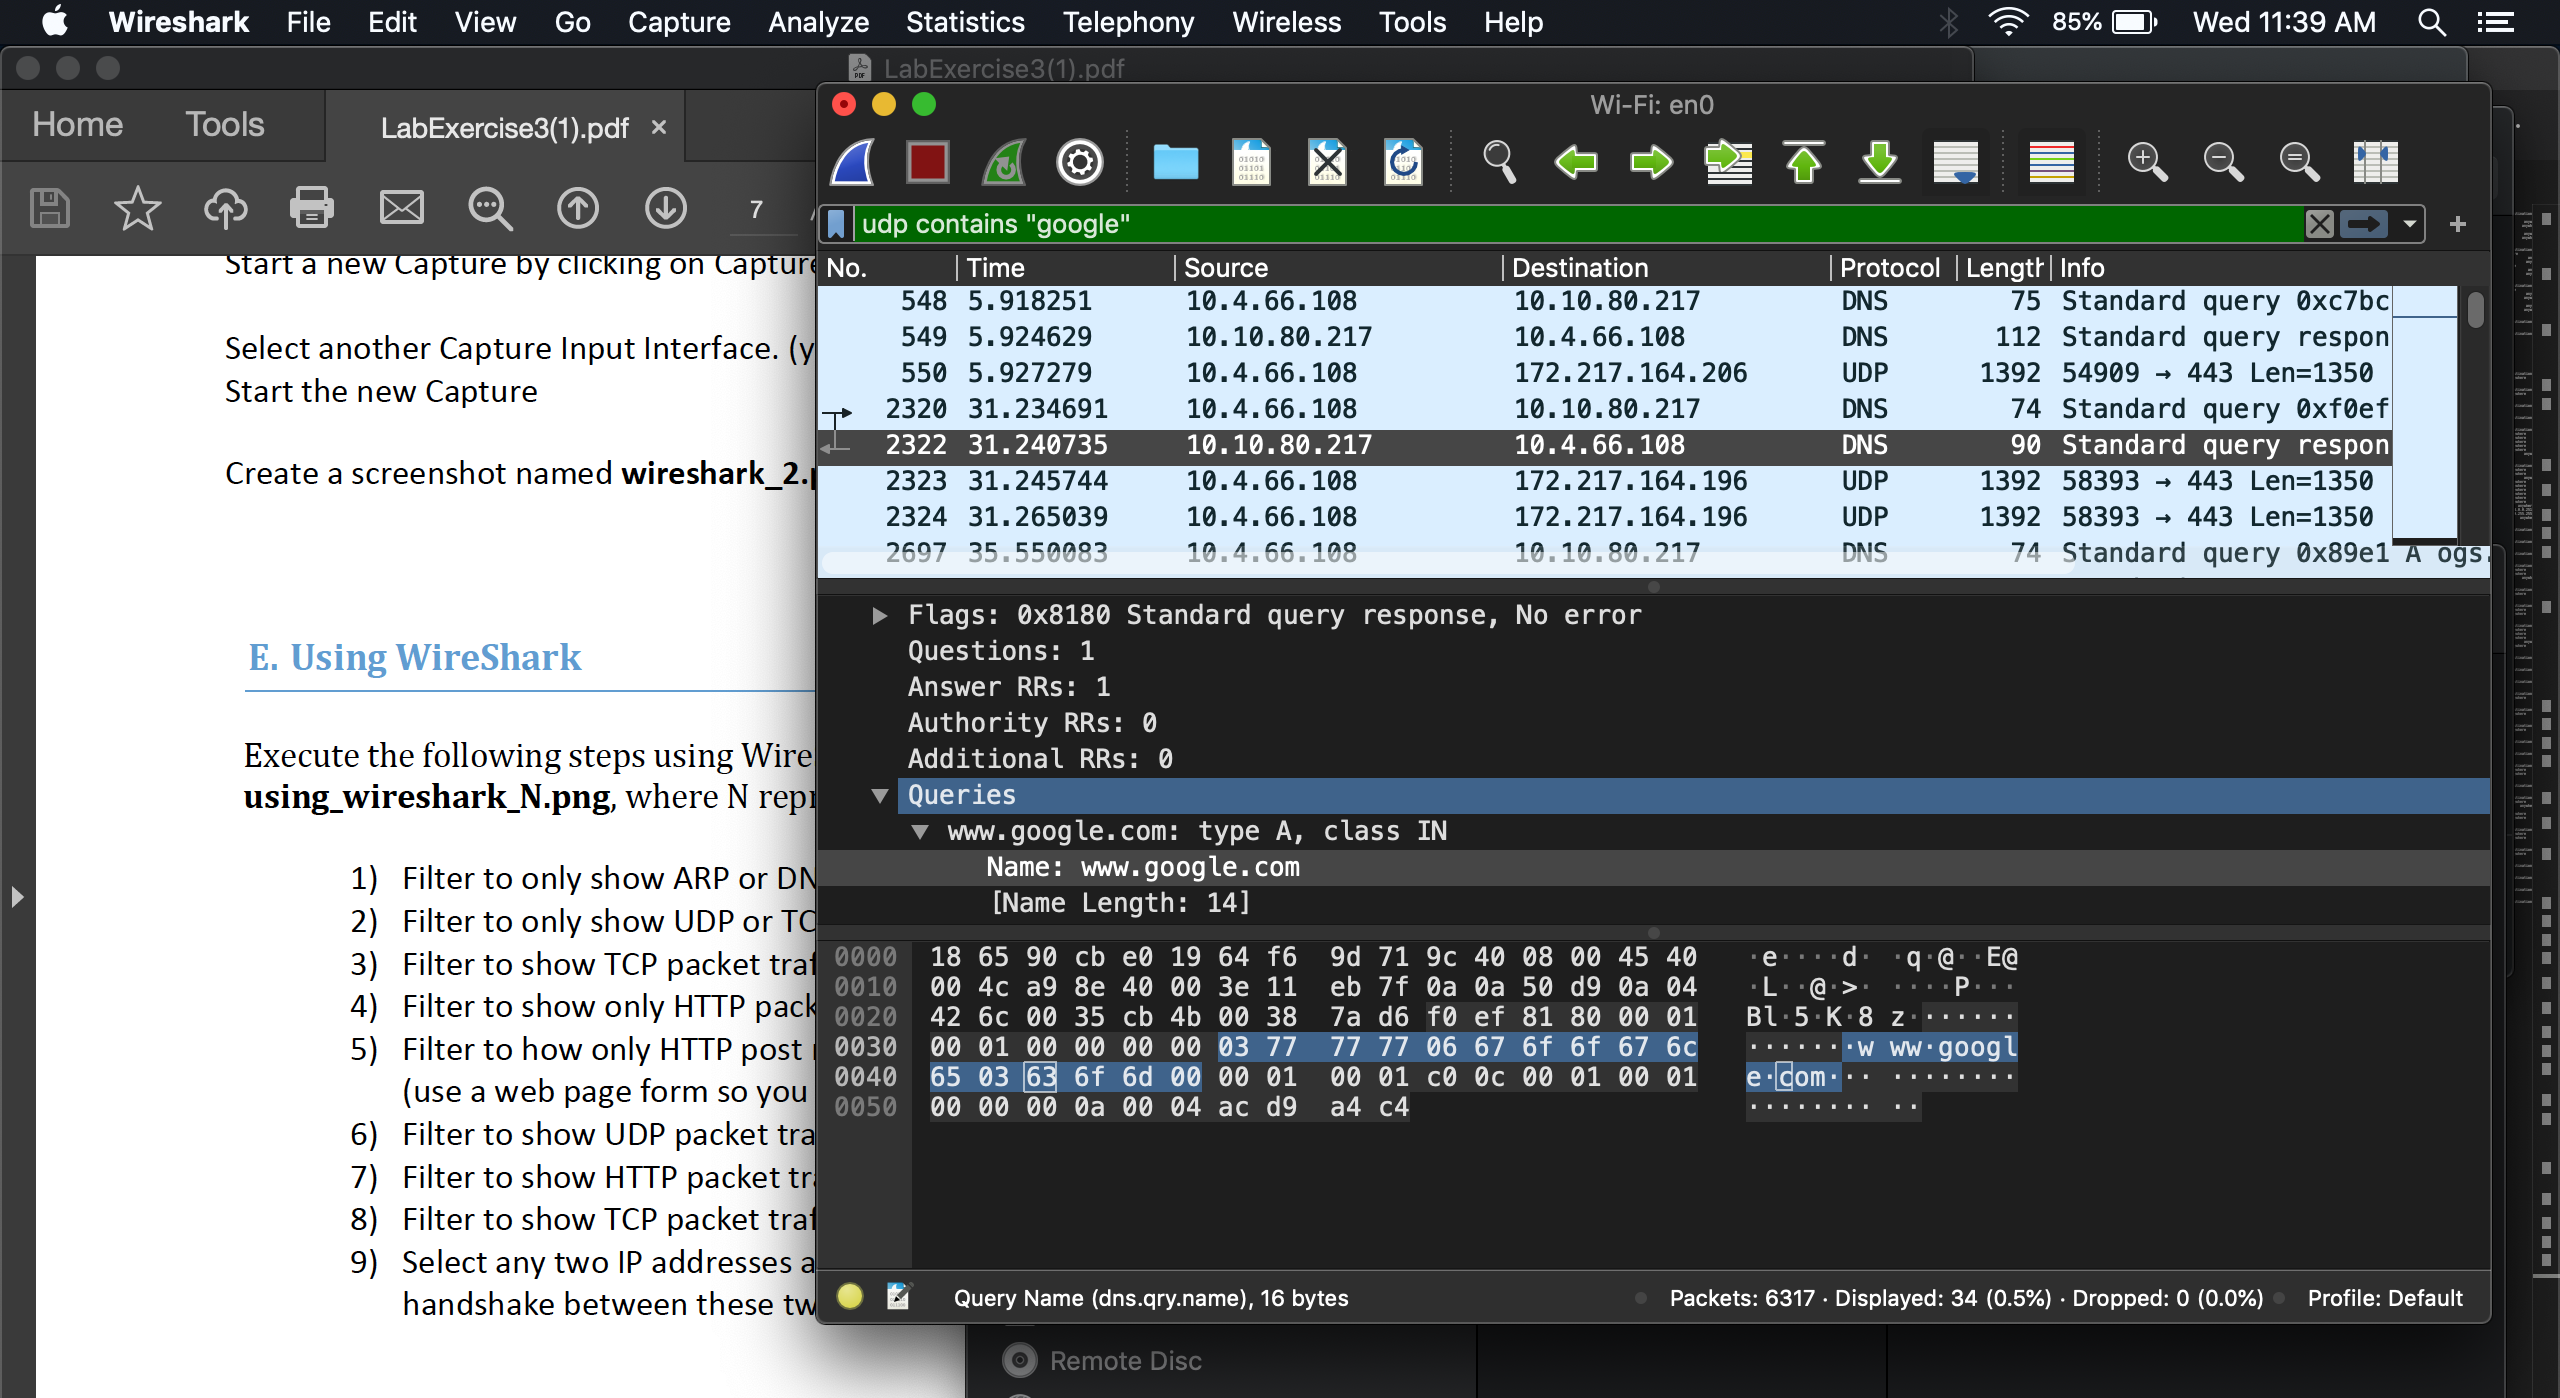 Wireshark File Edit View Go Capture Analyze Statistics Telephony Wireless Tools Help 85% Wed 11:39 AM
LabExercise3(1).pdf
Home Tools LabExercise3(1).pdf ×
7
Start a new Capture by clicking on Capture
Select another Capture Input Interface. (y
Start the new Capture
Create a screenshot named wireshark_2.p
E. Using WireShark
Execute the following steps using Wire
using_wireshark_N.png, where N repr
1) Filter to only show ARP or DN
2) Filter to only show UDP or TC
3) Filter to show TCP packet traf
4) Filter to show only HTTP pack
5) Filter to how only HTTP post r
(use a web page form so you
6) Filter to show UDP packet tra
7) Filter to show HTTP packet tra
8) Filter to show TCP packet traf
9) Select any two IP addresses a
handshake between these tw
Wi-Fi: en0
udp contains "google"
No. Time Source Destination Protocol Length Info
548 5.918251 10.4.66.108 10.10.80.217 DNS 75 Standard query 0xc7bc
549 5.924629 10.10.80.217 10.4.66.108 DNS 112 Standard query respon
550 5.927279 10.4.66.108 172.217.164.206 UDP 1392 54909 → 443 Len=1350
2320 31.234691 10.4.66.108 10.10.80.217 DNS 74 Standard query 0xf0ef
2322 31.240735 10.10.80.217 10.4.66.108 DNS 90 Standard query respon
2323 31.245744 10.4.66.108 172.217.164.196 UDP 1392 58393 → 443 Len=1350
2324 31.265039 10.4.66.108 172.217.164.196 UDP 1392 58393 → 443 Len=1350
2697 35.550083 10.4.66.108 10.10.80.217 DNS 74 Standard query 0x89e1 A ogs.
Flags: 0x8180 Standard query response, No error
Questions: 1
Answer RRs: 1
Authority RRs: 0
Additional RRs: 0
Queries
www.google.com: type A, class IN
Name: www.google.com
[Name Length: 14]
0000 18 65 90 cb e0 19 64 f6 9d 71 9c 40 08 00 45 40 ·e····d· ·q·@··E@
0010 00 4c a9 8e 40 00 3e 11 eb 7f 0a 0a 50 d9 0a 04 ·L··@·>· ····P···
0020 42 6c 00 35 cb 4b 00 38 7a d6 f0 ef 81 80 00 01 Bl·5·K·8 z·······
0030 00 01 00 00 00 00 03 77 77 77 06 67 6f 6f 67 6c ·······w ww·googl
0040 65 03 63 6f 6d 00 00 01 00 01 c0 0c 00 01 00 01 e·com··· ········
0050 00 00 00 0a 00 04 ac d9 a4 c4 ········ ··
Query Name (dns.qry.name), 16 bytes Packets: 6317 · Displayed: 34 (0.5%) · Dropped: 0 (0.0%) Profile: Default
Remote Disc